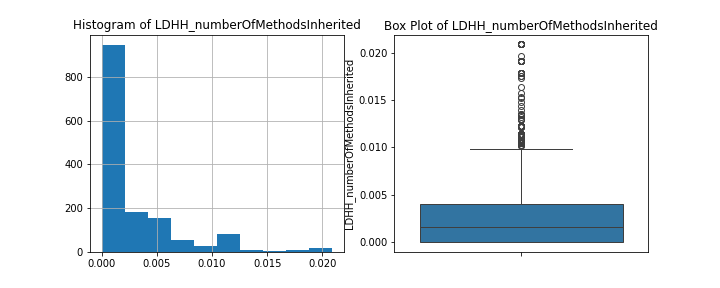 Histogram of LDHH_numberOfMethodsInherited
800
600
400
200
0
0.000 0.005 0.010 0.015 0.020
Box Plot of LDHH_numberOfMethodsInherited
LDHH_numberOfMethodsInherited
0.020
0.015
0.010
0.005
0.000